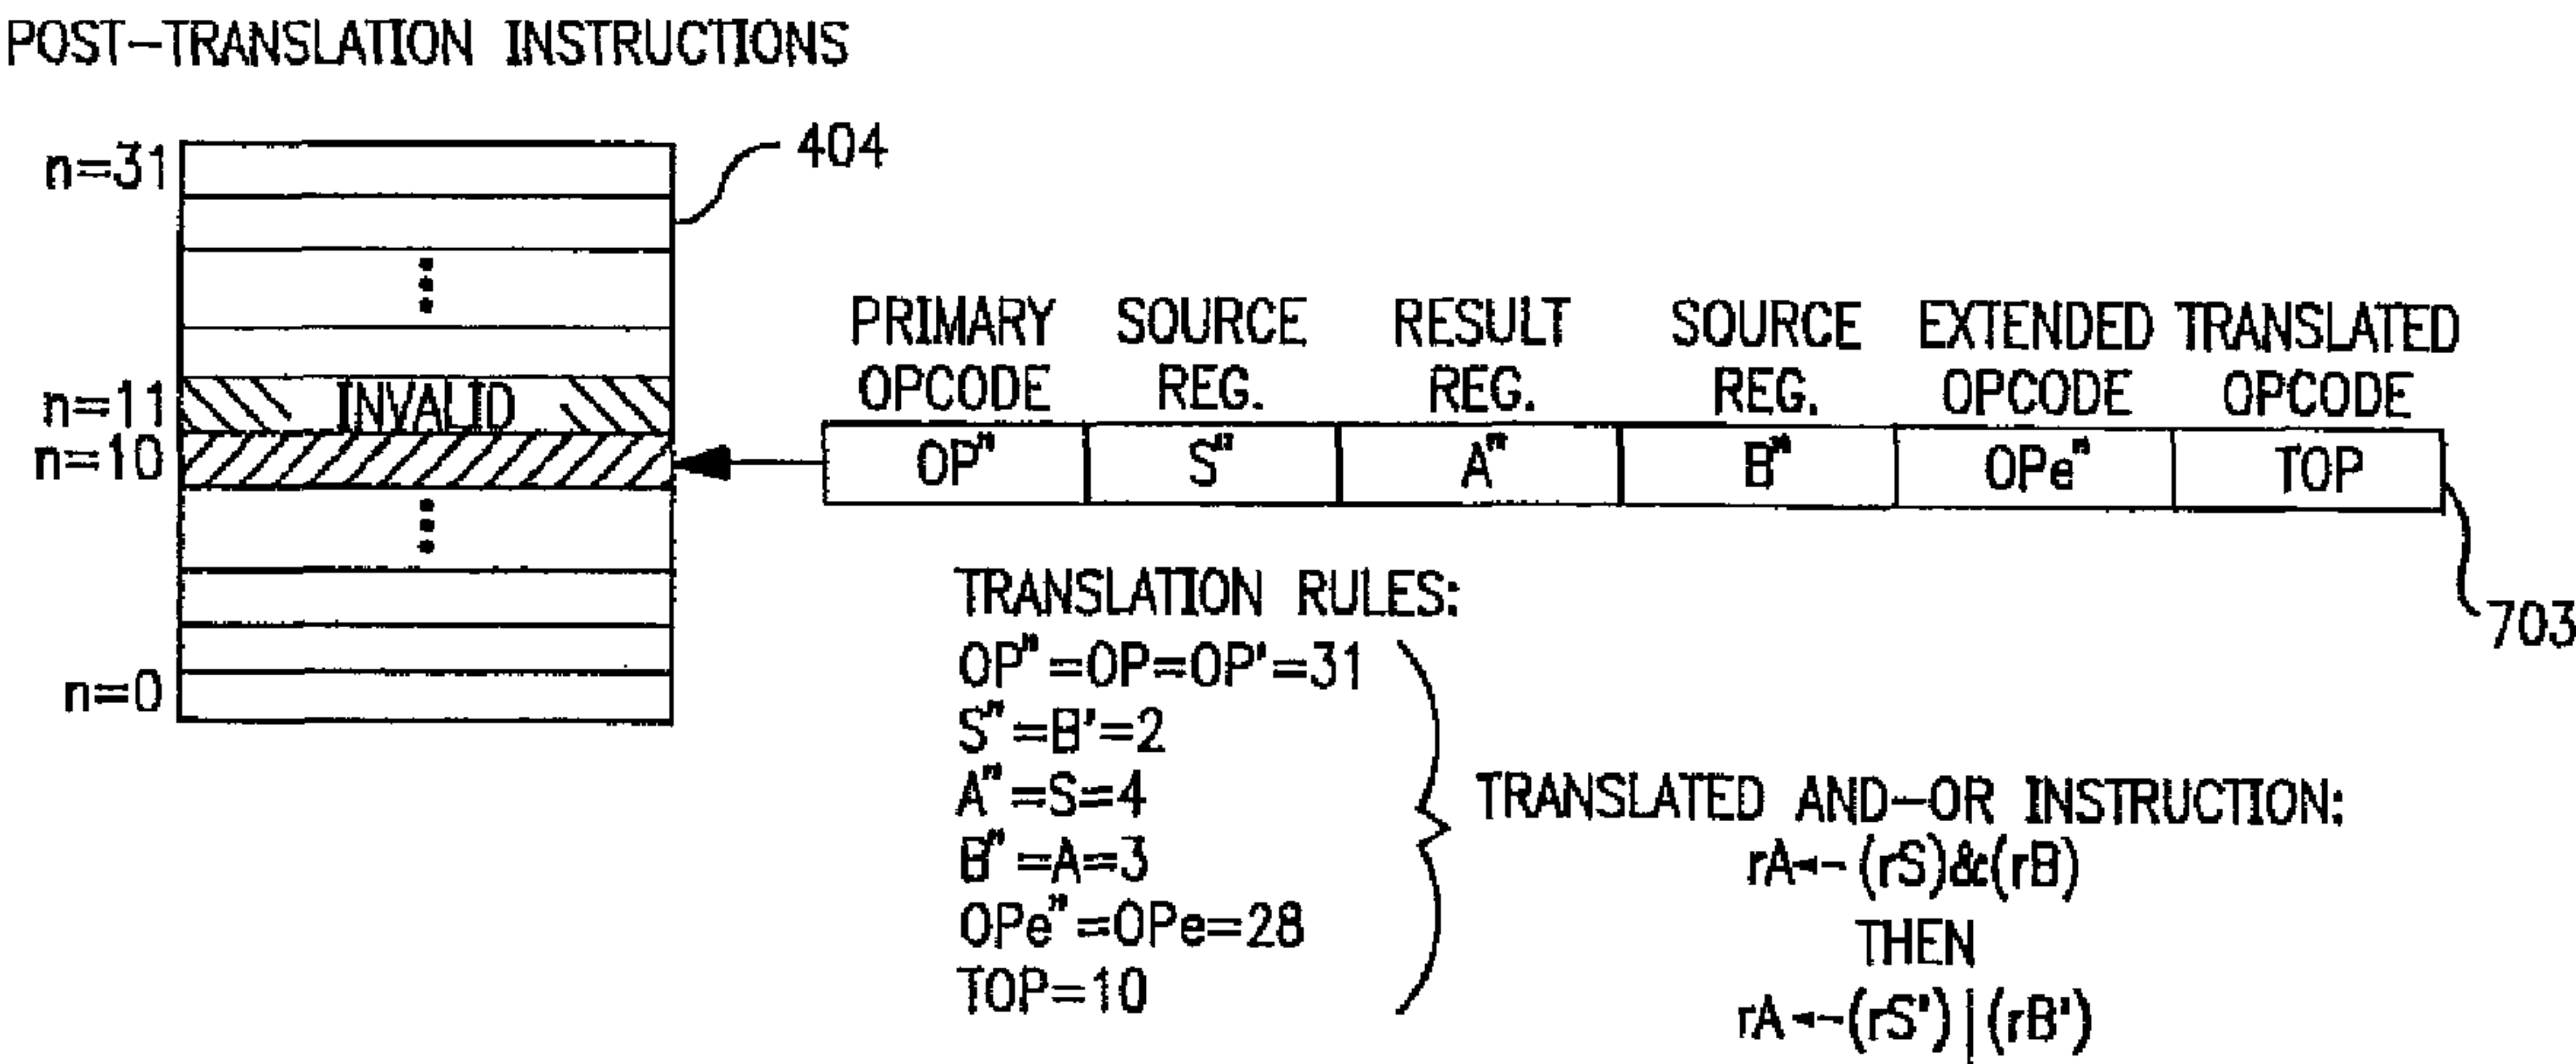 POST-TRANSLATION INSTRUCTIONS
404
n=31
n=11
INVALID
n=10
n=0
PRIMARY OPCODE
SOURCE REG.
RESULT REG.
SOURCE REG.
EXTENDED OPCODE
TRANSLATED OPCODE
OP" S" A" B" OPe" TOP
703
TRANSLATION RULES:
OP"=OP=OP'=31
S"=B'=2
A"=S=4
B"=A=3
OPe"=OPe=28
TOP=10
TRANSLATED AND-OR INSTRUCTION:
rA←(rS)&(rB)
THEN
rA←(rS')|(rB')